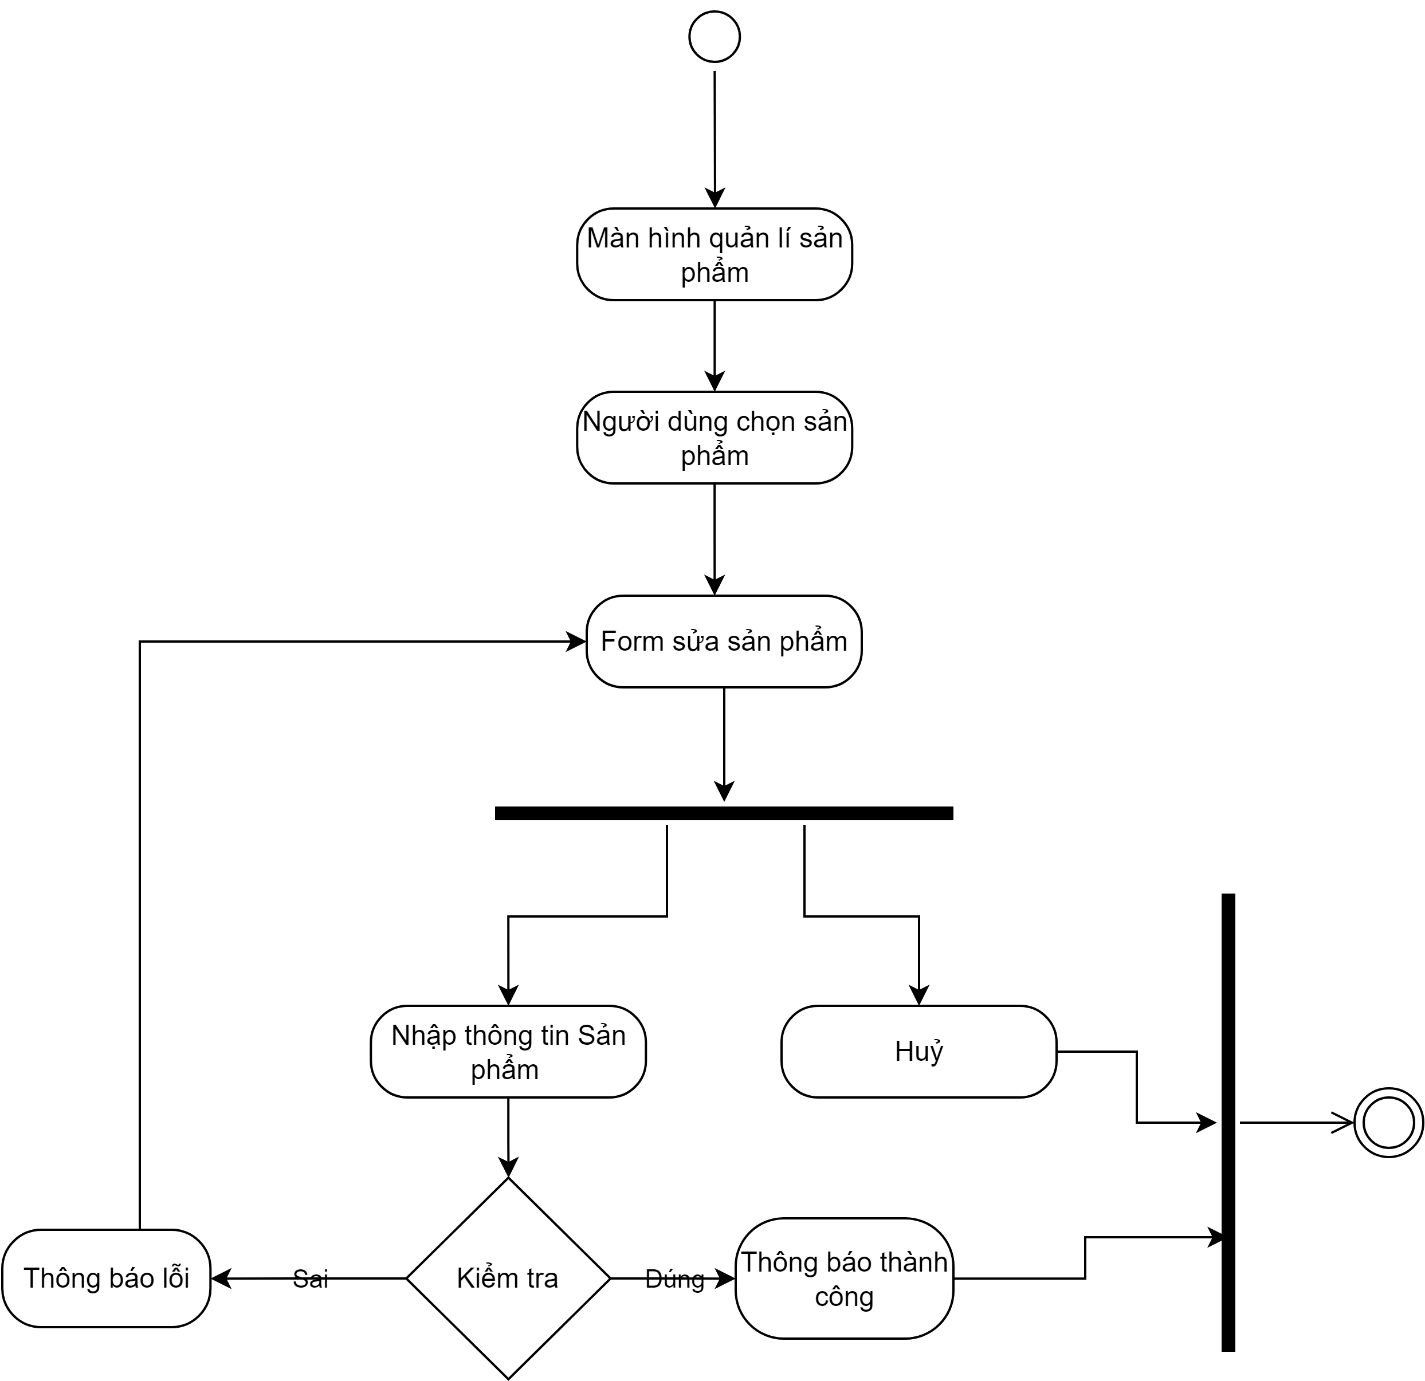 Màn hình quản lí sản
phẩm
Người dùng chọn sản
phẩm
Form sửa sản phẩm
Nhập thông tin Sản
phẩm
Huỷ
Thông báo lỗi
Sai
Kiểm tra
Đúng
Thông báo thành
công